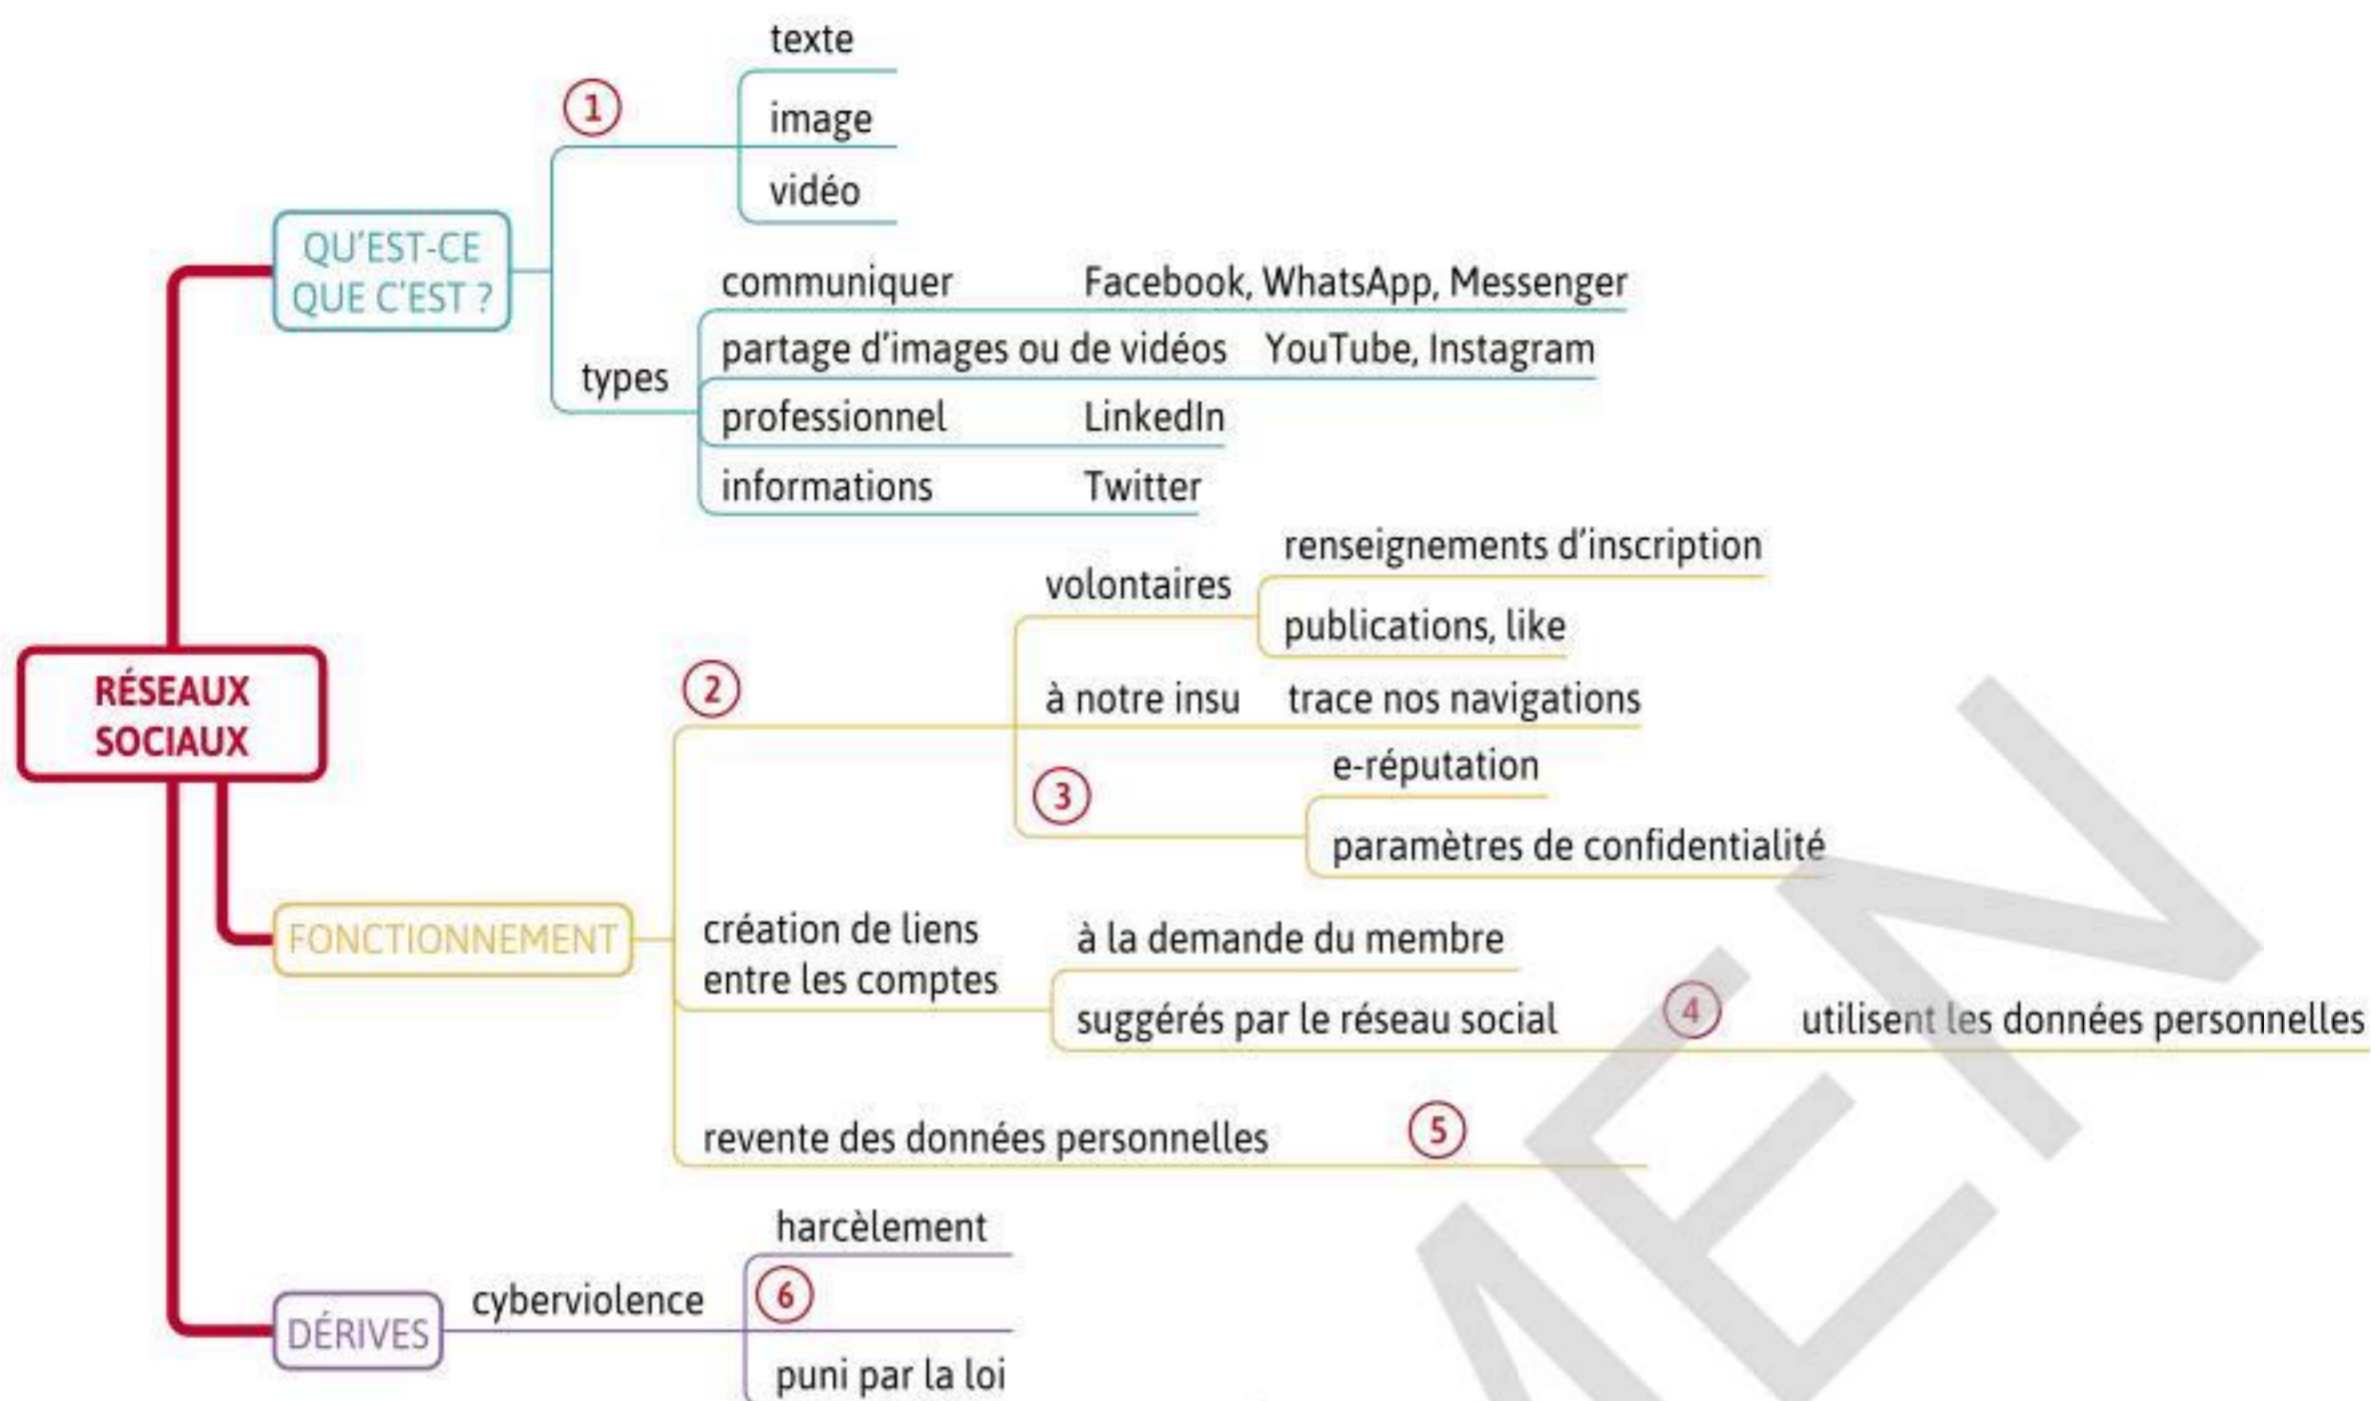 texte
1
image
vidéo
QU'EST-CE
QUE C'EST ?
communiquer Facebook, WhatsApp, Messenger
partage d'images ou de vidéos YouTube, Instagram
types
professionnel LinkedIn
informations Twitter
RÉSEAUX
SOCIAUX
renseignements d'inscription
volontaires
publications, like
2
à notre insu trace nos navigations
e-réputation
3
paramètres de confidentialité
FONCTIONNEMENT
création de liens
entre les comptes
à la demande du membre
suggérés par le réseau social 4 utilisent les données personnelles
revente des données personnelles 5
harcèlement
DÉRIVES
cyberviolence
6
puni par la loi
MEN